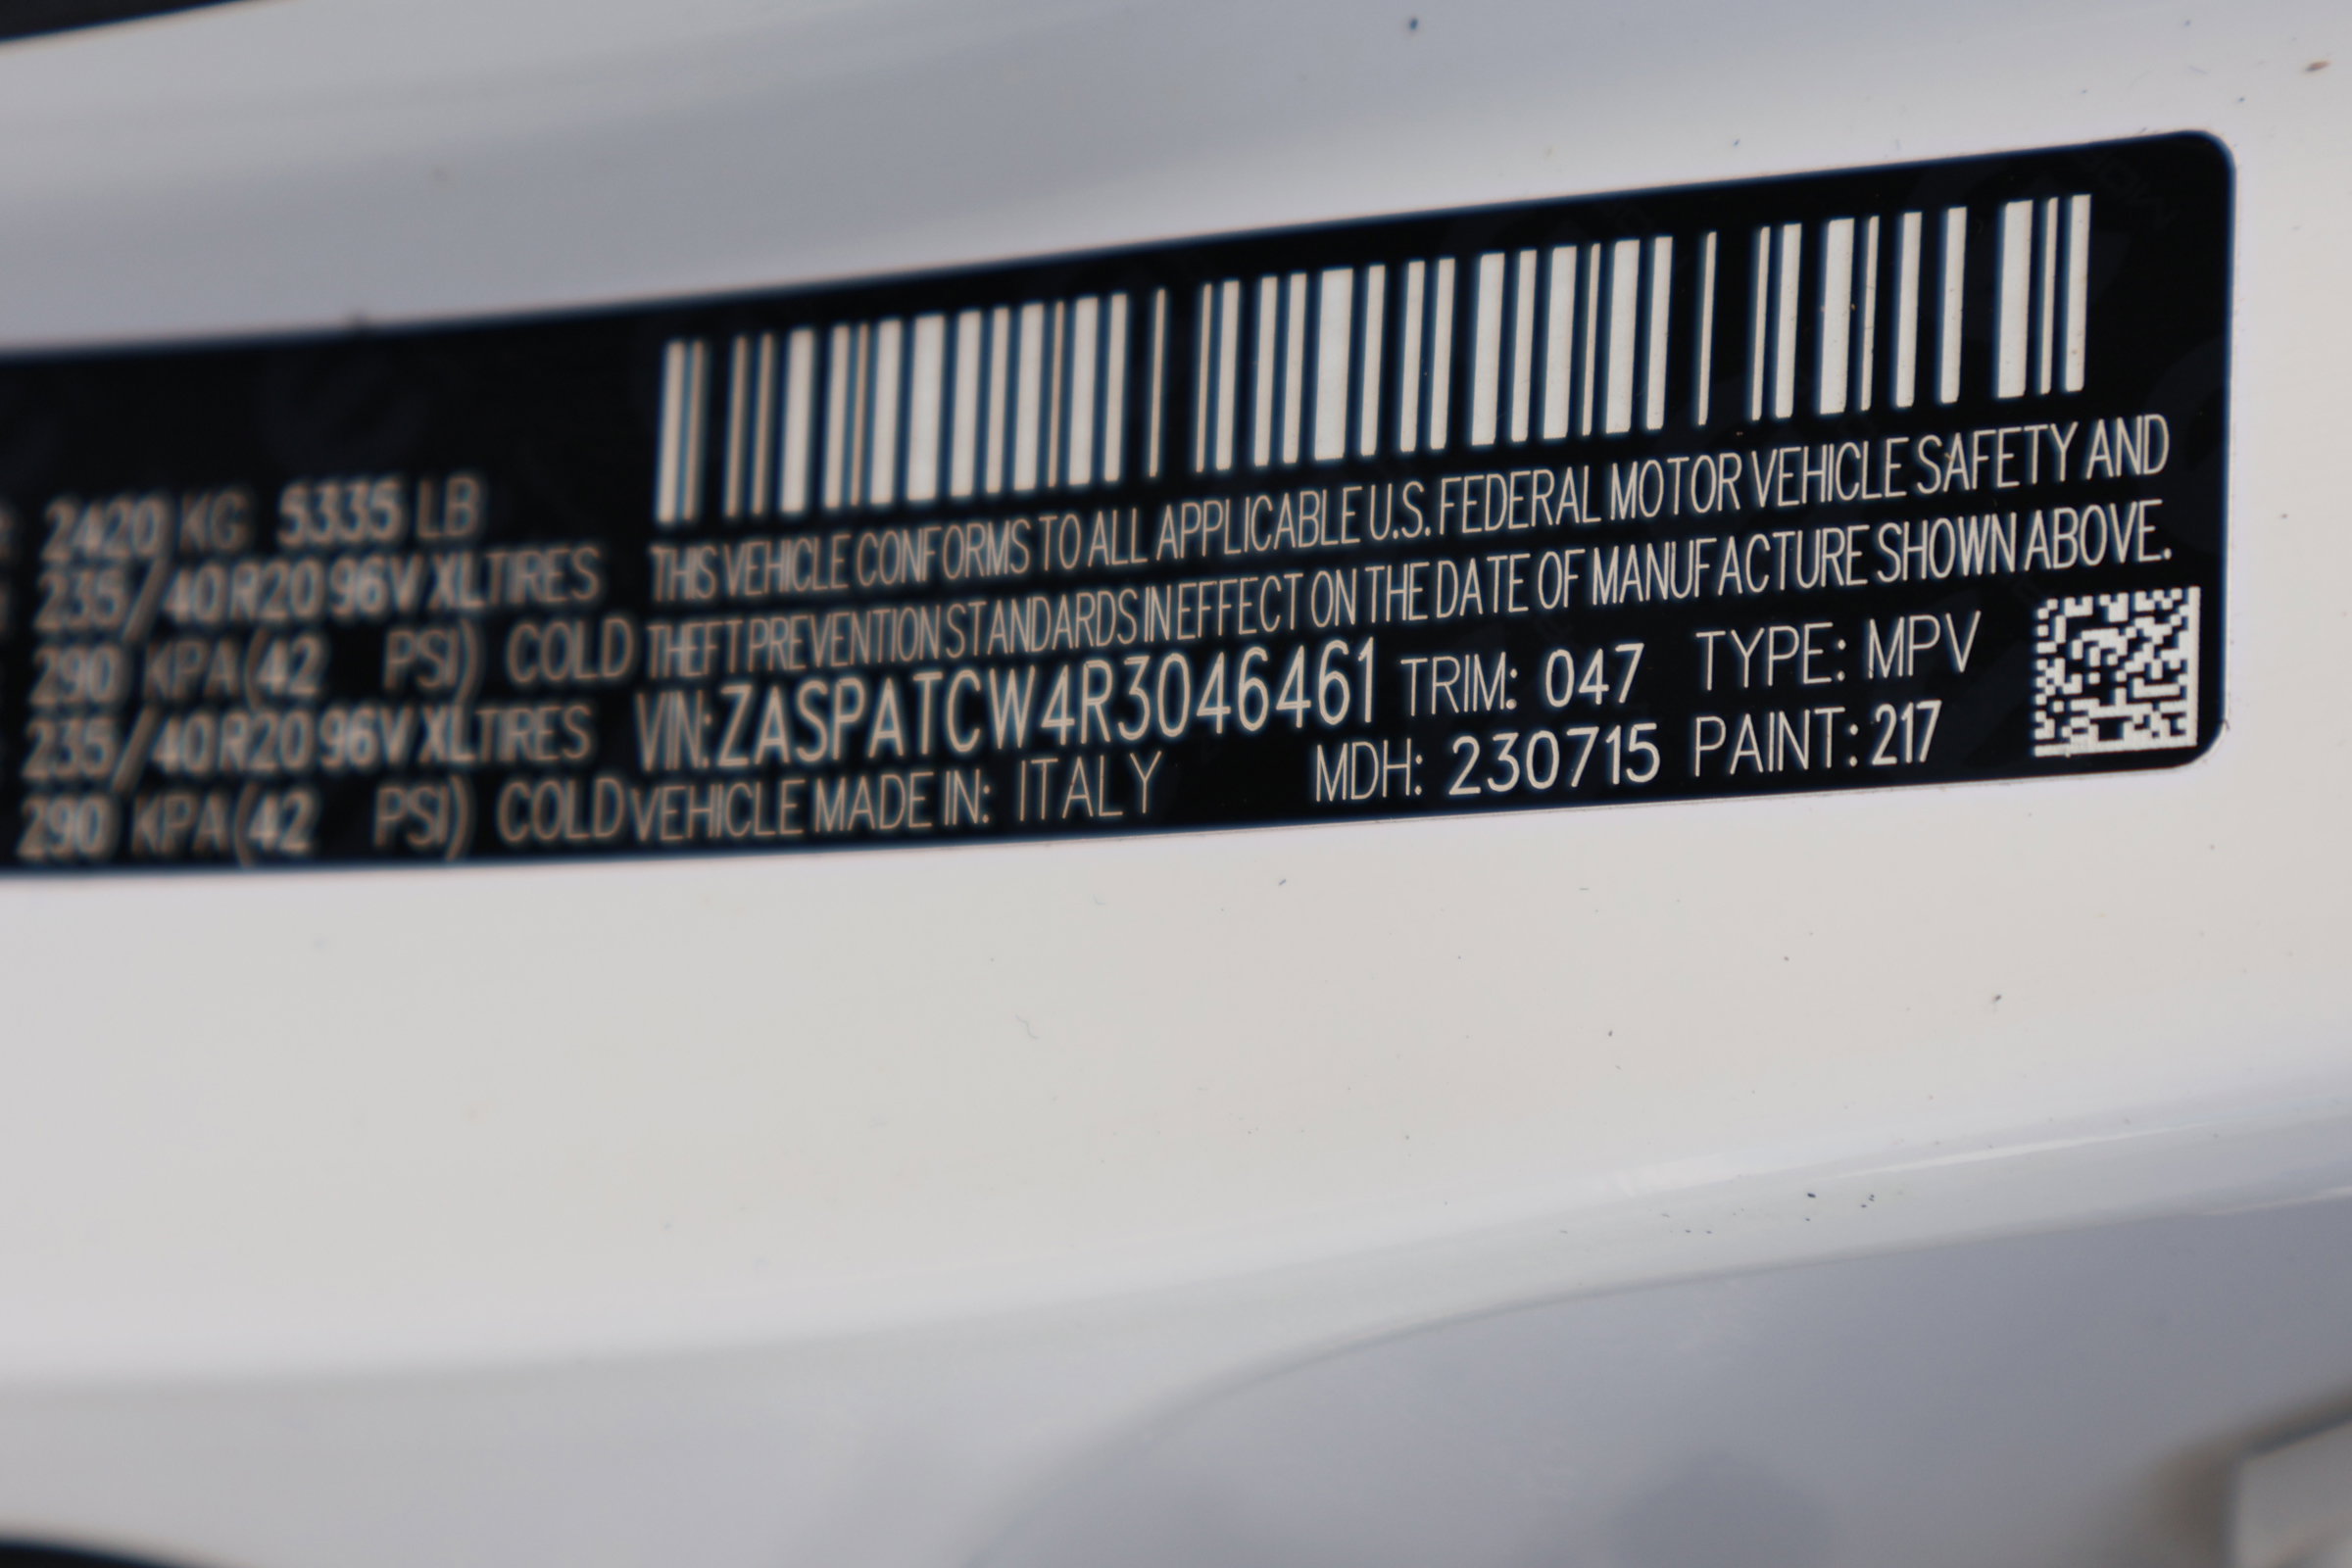 2420 KG 5335 LB
235/40R20 96V XL TIRES
290 KPA(42 PSI) COLD
235/40R20 96V XL TIRES
290 KPA(42 PSI) COLD
THIS VEHICLE CONFORMS TO ALL APPLICABLE U.S. FEDERAL MOTOR VEHICLE SAFETY AND
THEFT PREVENTION STANDARDS IN EFFECT ON THE DATE OF MANUFACTURE SHOWN ABOVE.
VIN: ZASPATCW4R3046461 TRIM: 047 TYPE: MPV
VEHICLE MADE IN: ITALY MDH: 230715 PAINT: 217